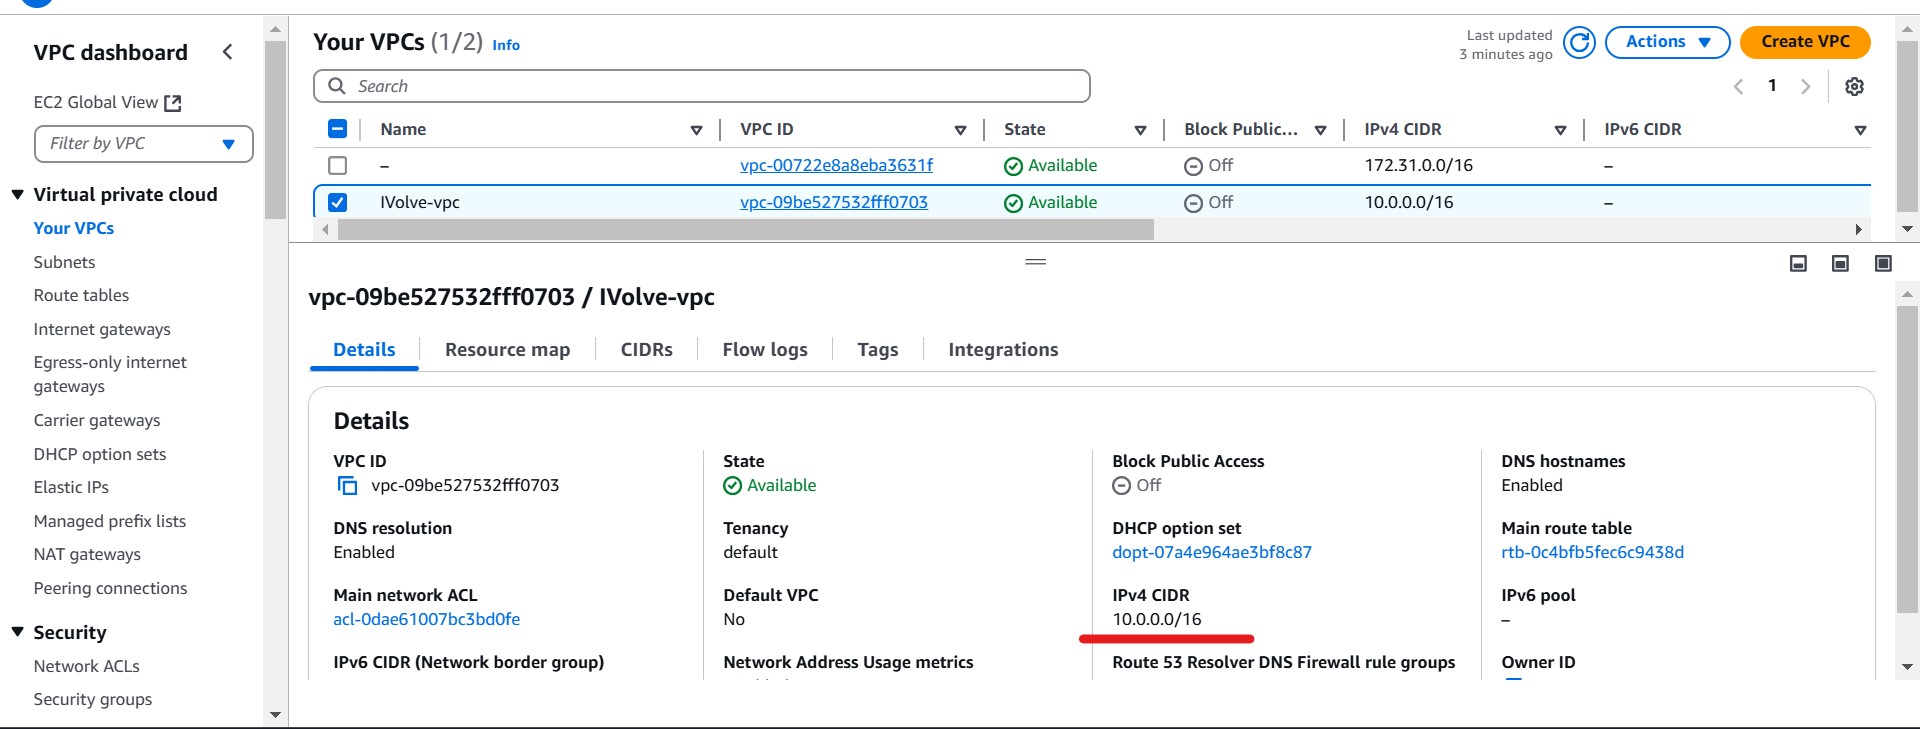 VPC dashboard
EC2 Global View
Filter by VPC
Virtual private cloud
Your VPCs
Subnets
Route tables
Internet gateways
Egress-only internet
gateways
Carrier gateways
DHCP option sets
Elastic IPs
Managed prefix lists
NAT gateways
Peering connections
Security
Network ACLs
Security groups
Your VPCs (1/2) Info
Last updated
3 minutes ago
Actions
Create VPC
Search
1
Name VPC ID State Block Public... IPv4 CIDR IPv6 CIDR
– vpc-00722e8a8eba3631f Available Off 172.31.0.0/16 –
IVolve-vpc vpc-09be527532fff0703 Available Off 10.0.0.0/16 –
vpc-09be527532fff0703 / IVolve-vpc
Details Resource map CIDRs Flow logs Tags Integrations
Details
VPC ID State Block Public Access DNS hostnames
vpc-09be527532fff0703 Available Off Enabled
DNS resolution Tenancy DHCP option set Main route table
Enabled default dopt-07a4e964ae3bf8c87 rtb-0c4bfb5fec6c9438d
Main network ACL Default VPC IPv4 CIDR IPv6 pool
acl-0dae61007bc3bd0fe No 10.0.0.0/16 –
IPv6 CIDR (Network border group) Network Address Usage metrics Route 53 Resolver DNS Firewall rule groups Owner ID